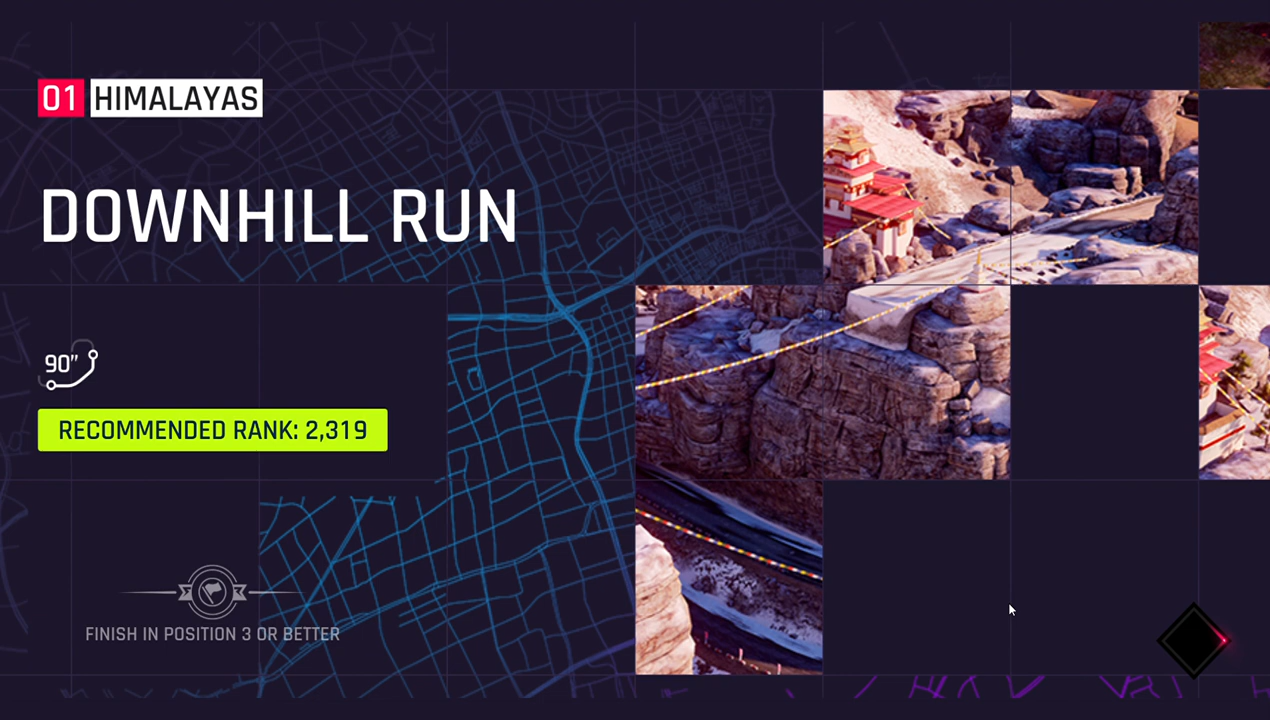 01 HIMALAYAS
DOWNHILL RUN
90"
RECOMMENDED RANK: 2,319
FINISH IN POSITION 3 OR BETTER